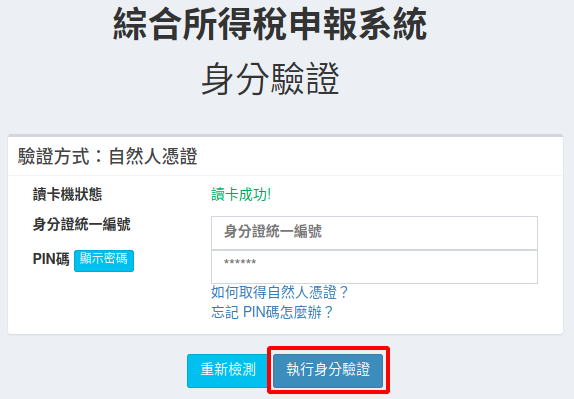 綜合所得稅申報系統
身分驗證
驗證方式：自然人憑證
讀卡機狀態 讀卡成功!
身分證統一編號 身分證統一編號
PIN碼 顯示密碼 ******
如何取得自然人憑證？
忘記 PIN碼怎麼辦？
重新檢測 執行身分驗證